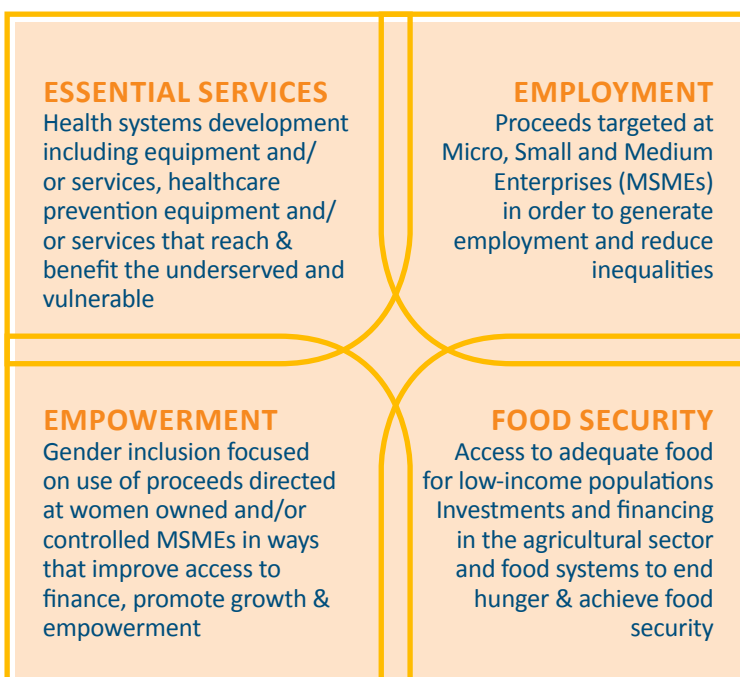 ESSENTIAL SERVICES
Health systems development
including equipment and/
or services, healthcare
prevention equipment and/
or services that reach &
benefit the underserved and
vulnerable
EMPLOYMENT
Proceeds targeted at
Micro, Small and Medium
Enterprises (MSMEs)
in order to generate
employment and reduce
inequalities
EMPOWERMENT
Gender inclusion focused
on use of proceeds directed
at women owned and/or
controlled MSMEs in ways
that improve access to
finance, promote growth &
empowerment
FOOD SECURITY
Access to adequate food
for low-income populations
Investments and financing
in the agricultural sector
and food systems to end
hunger & achieve food
security